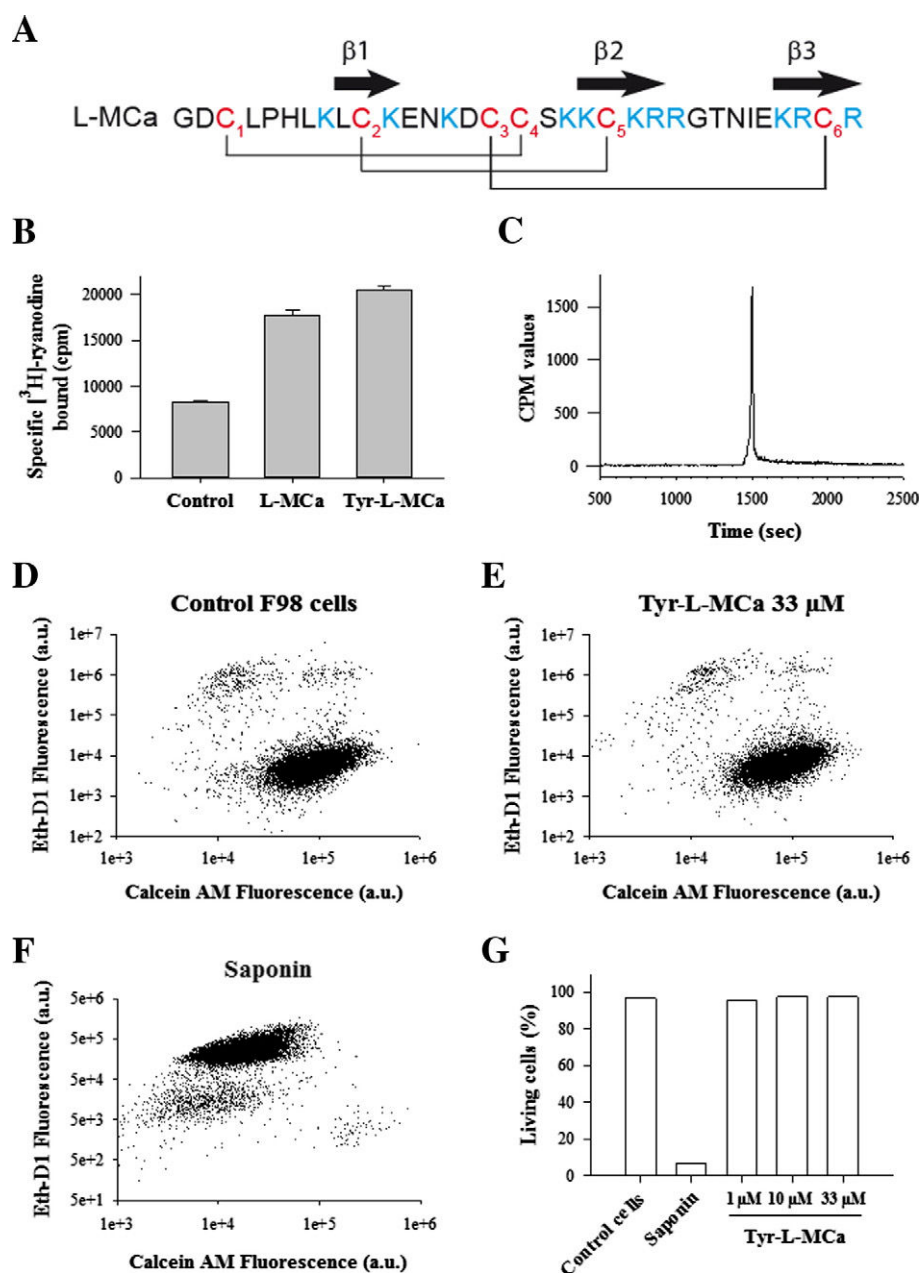 A
β1 β2 β3
L-MCa GDC1LPHLKLC2KENKDC3C4SKKC5KRRGTNIEKRC6R
B
Specific [3H]-ryanodine
bound (cpm)
20000
15000
10000
5000
0
Control L-MCa Tyr-L-MCa
C
CPM values
1500
1000
500
0
500 1000 1500 2000 2500
Time (sec)
D
Control F98 cells
Eth-D1 Fluorescence (a.u.)
1e+7
1e+6
1e+5
1e+4
1e+3
1e+2
1e+3 1e+4 1e+5 1e+6
Calcein AM Fluorescence (a.u.)
E
Tyr-L-MCa 33 µM
Eth-D1 Fluorescence (a.u.)
1e+7
1e+6
1e+5
1e+4
1e+3
1e+2
1e+3 1e+4 1e+5 1e+6
Calcein AM Fluorescence (a.u.)
F
Saponin
Eth-D1 Fluorescence (a.u.)
5e+6
5e+5
5e+4
5e+3
5e+2
5e+1
1e+3 1e+4 1e+5 1e+6
Calcein AM Fluorescence (a.u.)
G
Living cells (%)
100
80
60
40
20
0
Control cells
Saponin
1 µM 10 µM 33 µM
Tyr-L-MCa